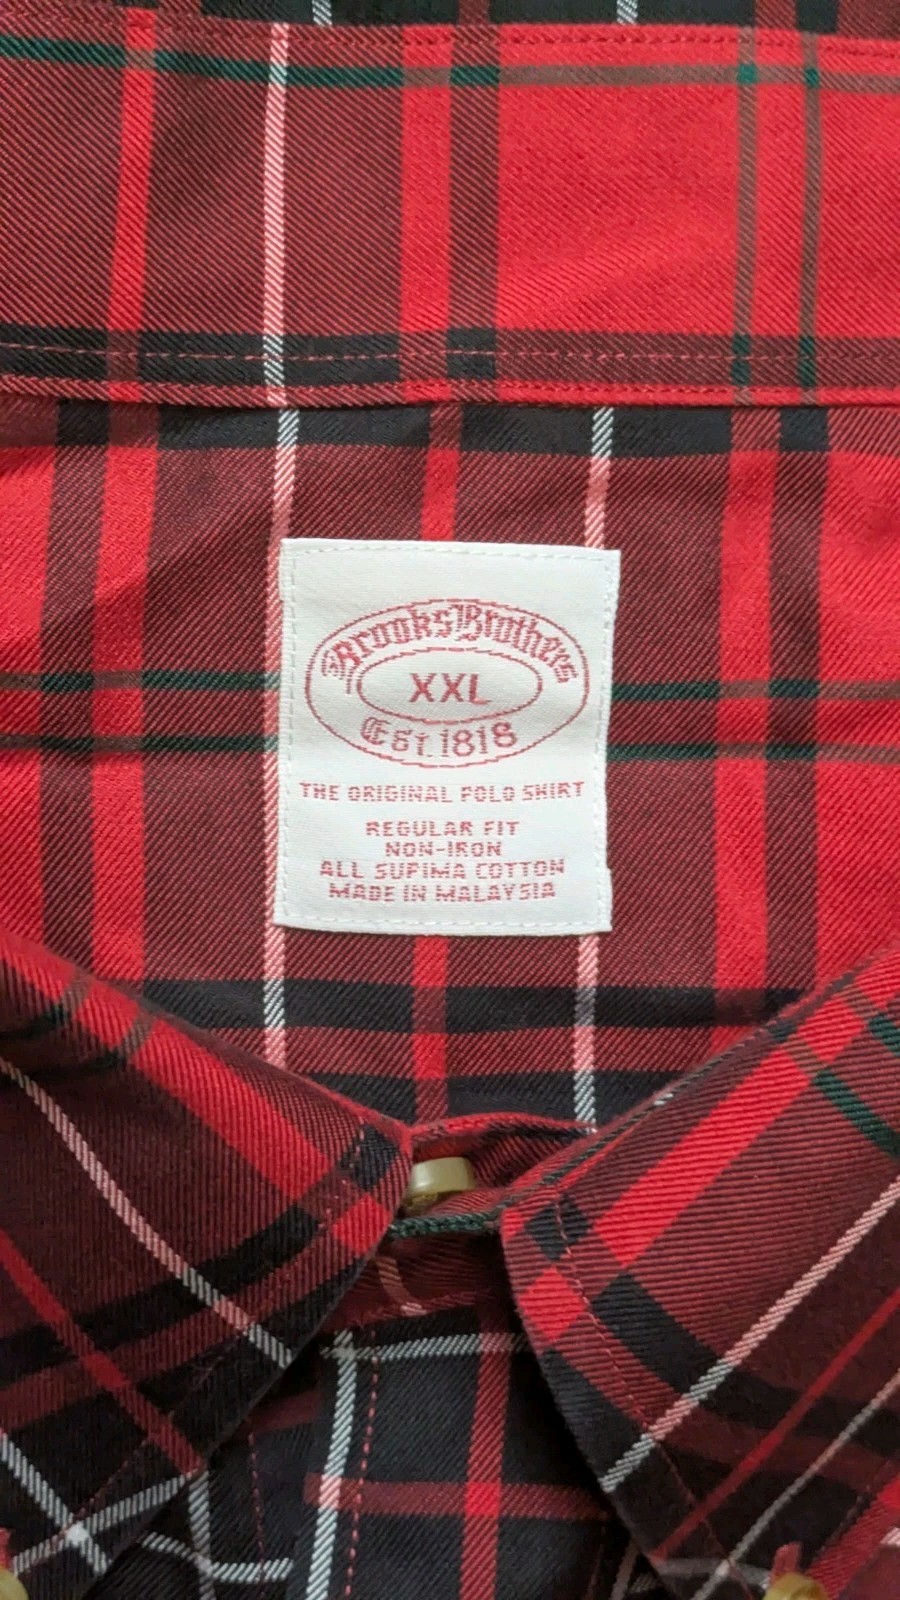 Brooks Brothers
XXL
Est. 1818
THE ORIGINAL POLO SHIRT
REGULAR FIT
NON-IRON
ALL SUPIMA COTTON
MADE IN MALAYSIA